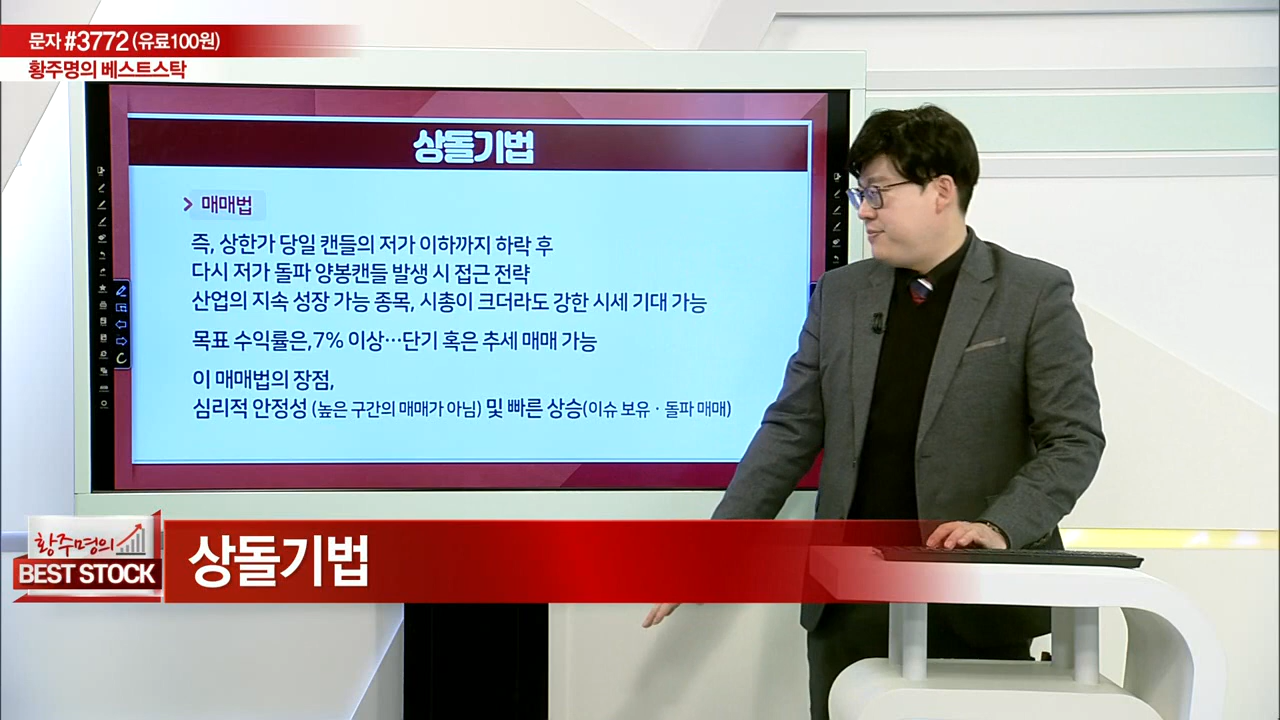 문자 #3772 (유료100원)
황주명의 베스트스탁
상돌기법
> 매매법
즉, 상한가 당일 캔들의 저가 이하까지 하락 후
다시 저가 돌파 양봉캔들 발생 시 접근 전략
산업의 지속 성장 가능 종목, 시총이 크더라도 강한 시세 기대 가능
목표 수익률은, 7% 이상…단기 혹은 추세 매매 가능
이 매매법의 장점,
심리적 안정성 (높은 구간의 매매가 아님) 및 빠른 상승(이슈 보유 · 돌파 매매)
황주명의
BEST STOCK
상돌기법